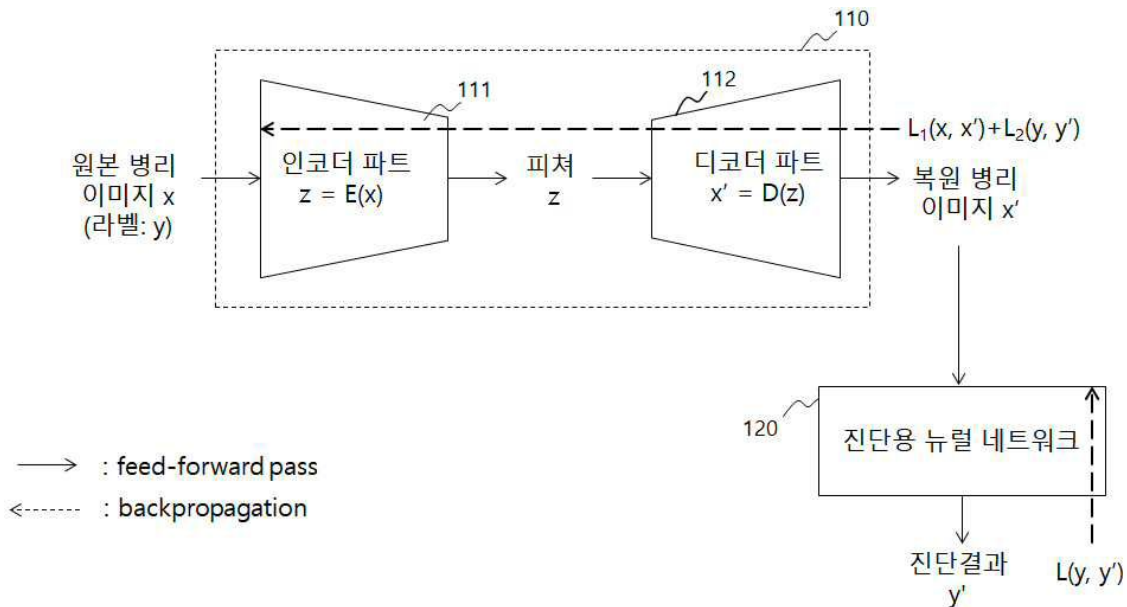 110
111
112
L₁(x, x′)+L₂(y, y′)
원본 병리
이미지 x
(라벨: y)
인코더 파트
z = E(x)
피쳐
z
디코더 파트
x′ = D(z)
복원 병리
이미지 x′
120
진단용 뉴럴 네트워크
: feed-forward pass
: backpropagation
진단결과
y'
L(y, y′)